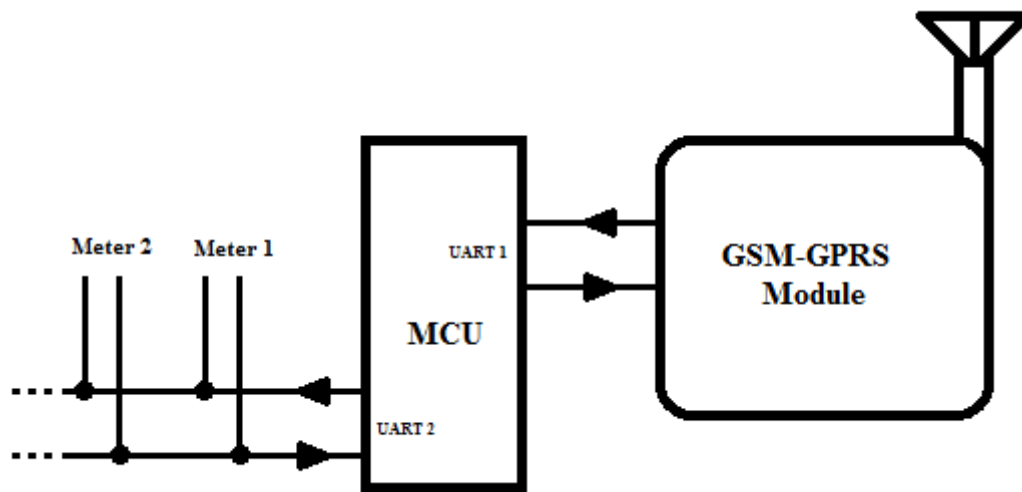 Meter 2
Meter 1
UART 1
GSM-GPRS
Module
MCU
UART 2